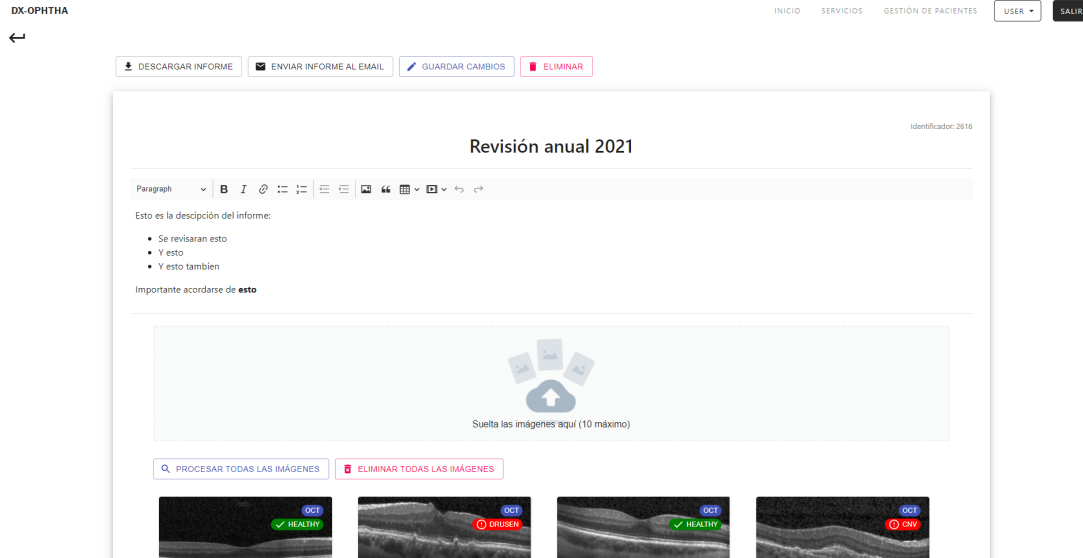 DX-OPHTHA
INICIO SERVICIOS GESTIÓN DE PACIENTES USER SALIR
DESCARGAR INFORME ENVIAR INFORME AL EMAIL GUARDAR CAMBIOS ELIMINAR
Identificador: 2616
Revisión anual 2021
Paragraph B I
Esto es la descipción del informe:
Se revisaran esto
Y esto
Y esto tambien
Importante acordarse de esto
Suelta las imágenes aquí (10 máximo)
PROCESAR TODAS LAS IMÁGENES ELIMINAR TODAS LAS IMÁGENES
OCT OCT OCT OCT
HEALTHY DRUSEN HEALTHY CNV